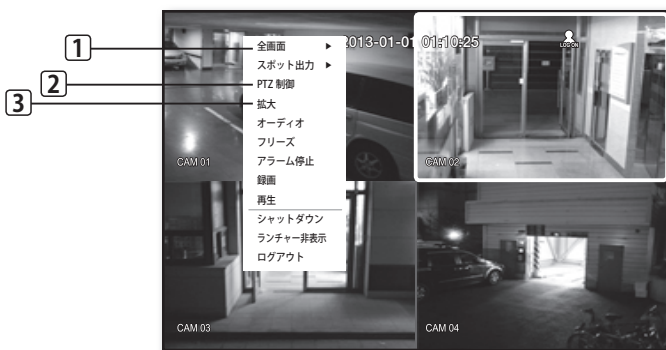 1
2
3
2013-01-01 01:10:25
LOG ON
全画面 ▶
スポット出力 ▶
PTZ 制御
拡大
オーディオ
フリーズ
アラーム停止
録画
再生
シャットダウン
ランチャー非表示
ログアウト
CAM 01
CAM 02
CAM 03
CAM 04